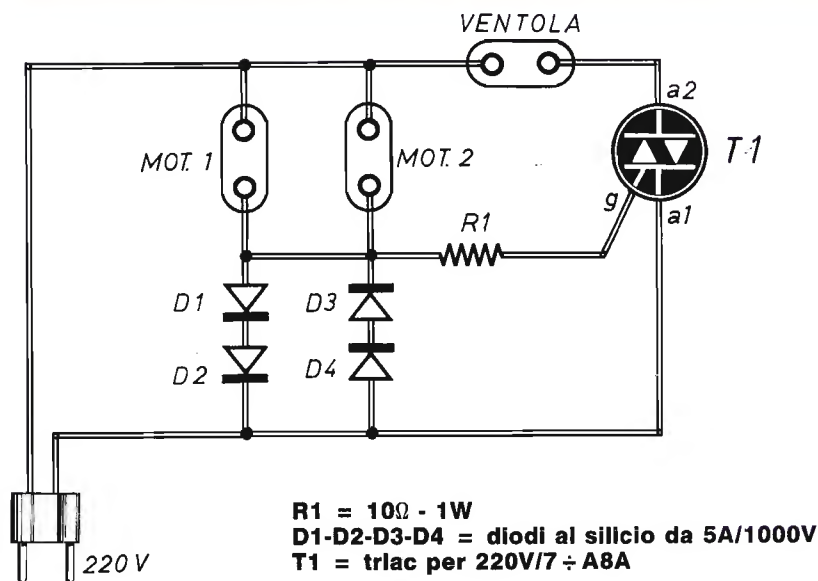 VENTOLA
a2
MOT. 1
MOT. 2
T1
g
a1
R1
D1
D3
D2
D4
220V
R1 = 10Ω - 1W
D1-D2-D3-D4 = diodi al silicio da 5A/1000V
T1 = triac per 220V/7 ÷ A8A